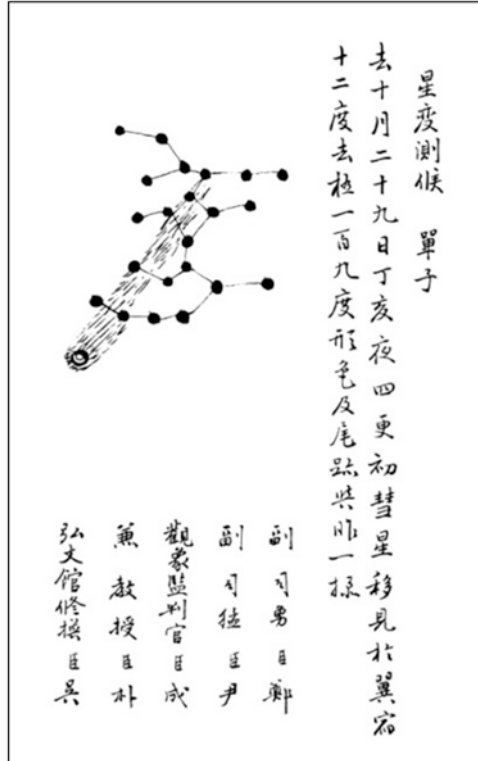 星度測候 單子
去十月二十九日丁亥夜四更初彗星移見於翼宿
十二度去極一百九度形色及尾跡與昨一樣
副司勇臣鄭
副司猛臣尹
觀象監判官臣成
兼教授臣朴
弘文館修撰臣吳